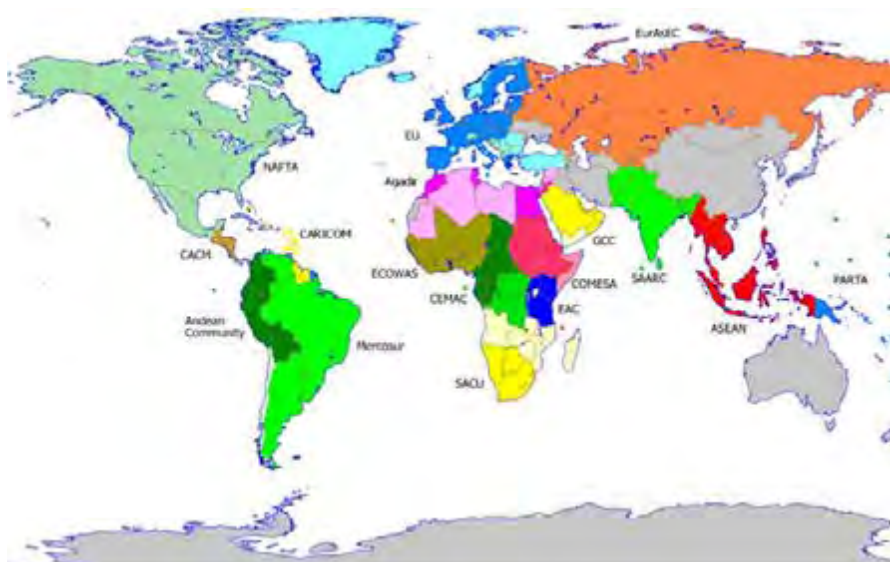 EurAsEC
EU
NAFTA
Agadir
CARICOM
GCC
CACM
ECOWAS
COMESA
SAARC
PARTA
CEMAC
EAC
Andean
Community
ASEAN
Mercosur
SACU